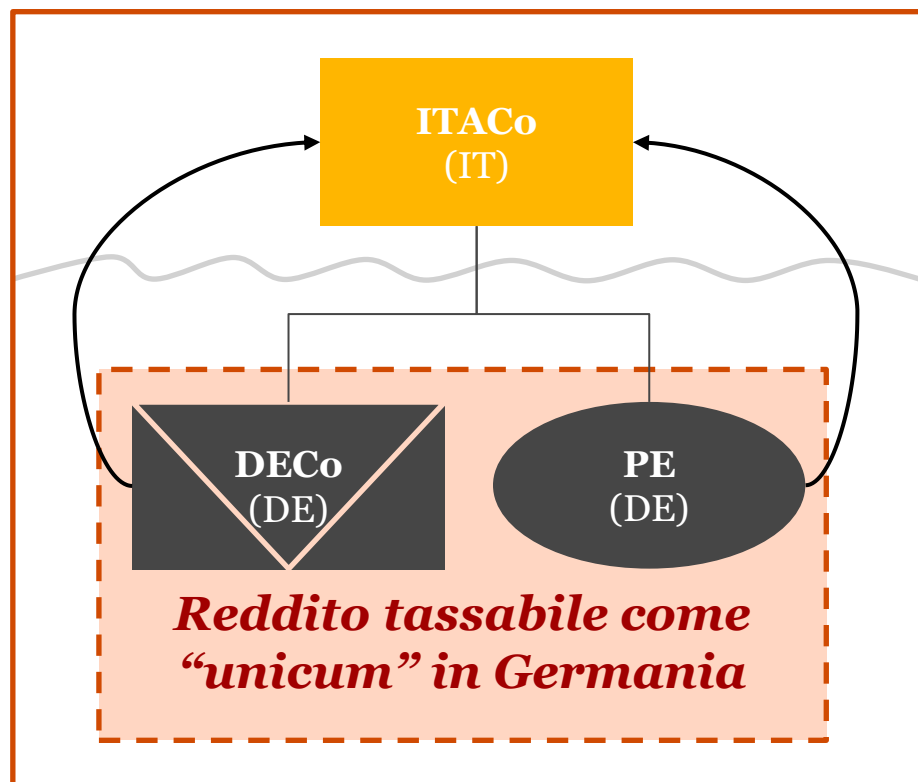 ITACo
(IT)
DECo
(DE)
PE
(DE)
Reddito tassabile come
“unicum” in Germania